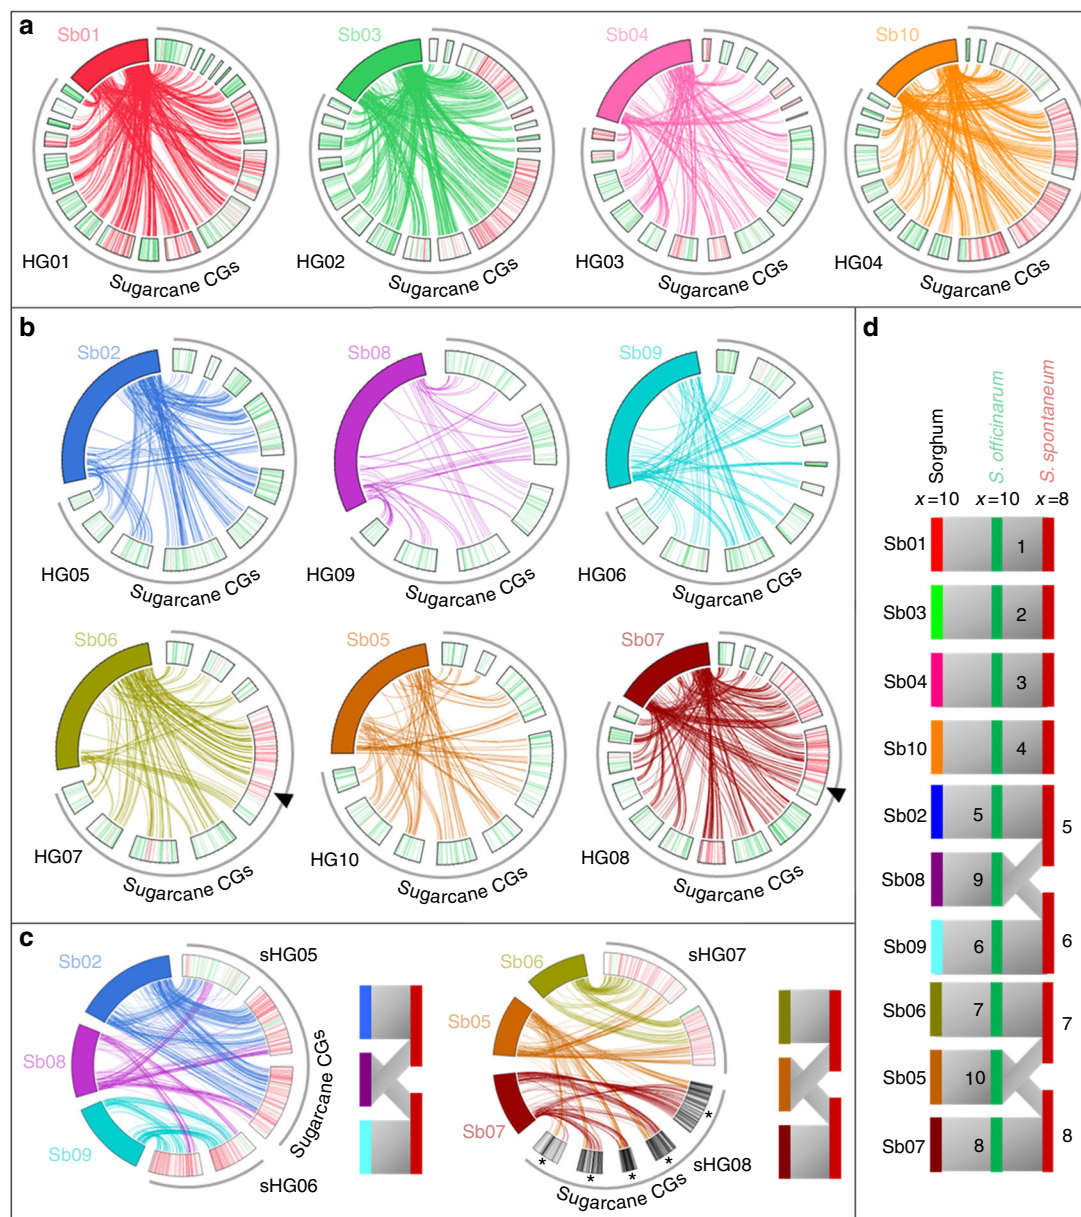 a
Sb01
Sb03
Sb04
Sb10
HG01
HG02
HG03
HG04
Sugarcane CGs
Sugarcane CGs
Sugarcane CGs
Sugarcane CGs
b
Sb02
Sb08
Sb09
HG05
HG09
HG06
Sugarcane CGs
Sugarcane CGs
Sugarcane CGs
Sb06
Sb05
Sb07
HG07
HG10
HG08
Sugarcane CGs
Sugarcane CGs
Sugarcane CGs
c
Sb02
Sb08
Sb09
sHG05
sHG06
Sugarcane CGs
Sb06
Sb05
Sb07
sHG07
sHG08
* * * * *
Sugarcane CGs
d
Sorghum
S. officinarum
S. spontaneum
x=10 x=10 x=8
Sb01 1
Sb03 2
Sb04 3
Sb10 4
Sb02 5 5
Sb08 9
Sb09 6 6
Sb06 7 7
Sb05 10
Sb07 8 8